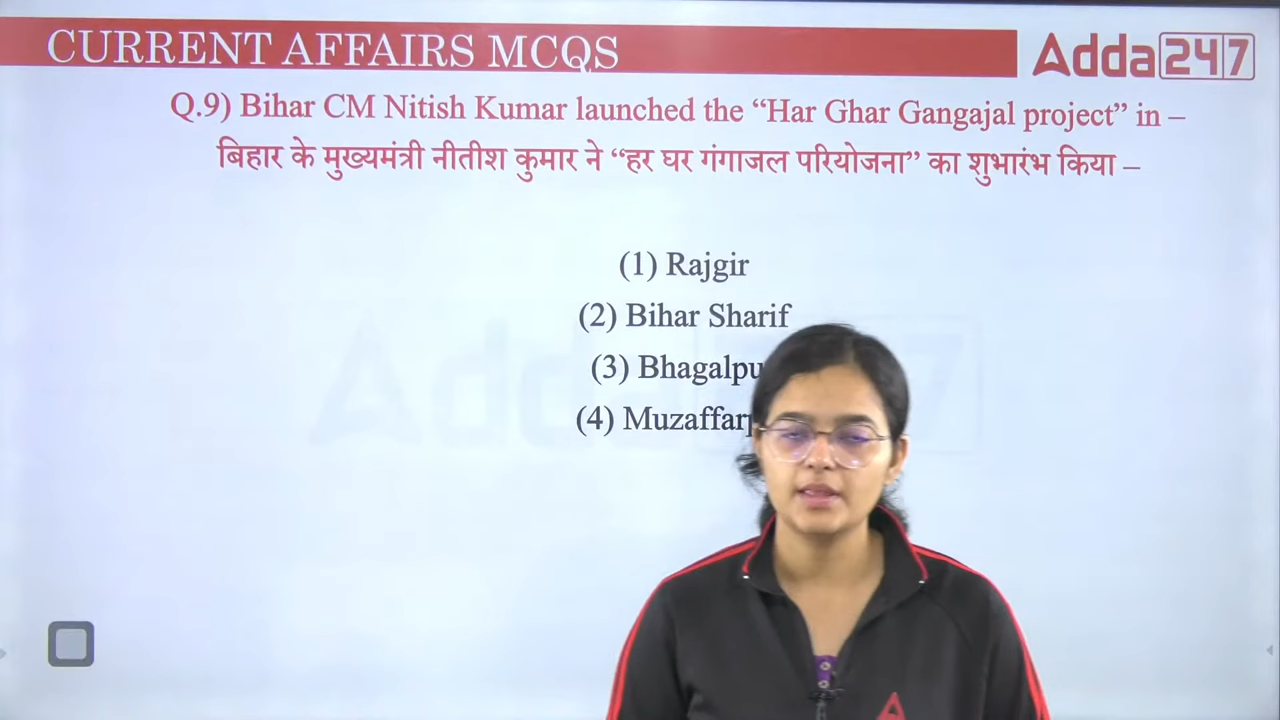 CURRENT AFFAIRS MCQS
Adda247
Q.9) Bihar CM Nitish Kumar launched the “Har Ghar Gangajal project” in –
बिहार के मुख्यमंत्री नीतीश कुमार ने “हर घर गंगाजल परियोजना” का शुभारंभ किया –
(1) Rajgir
(2) Bihar Sharif
(3)
(4)